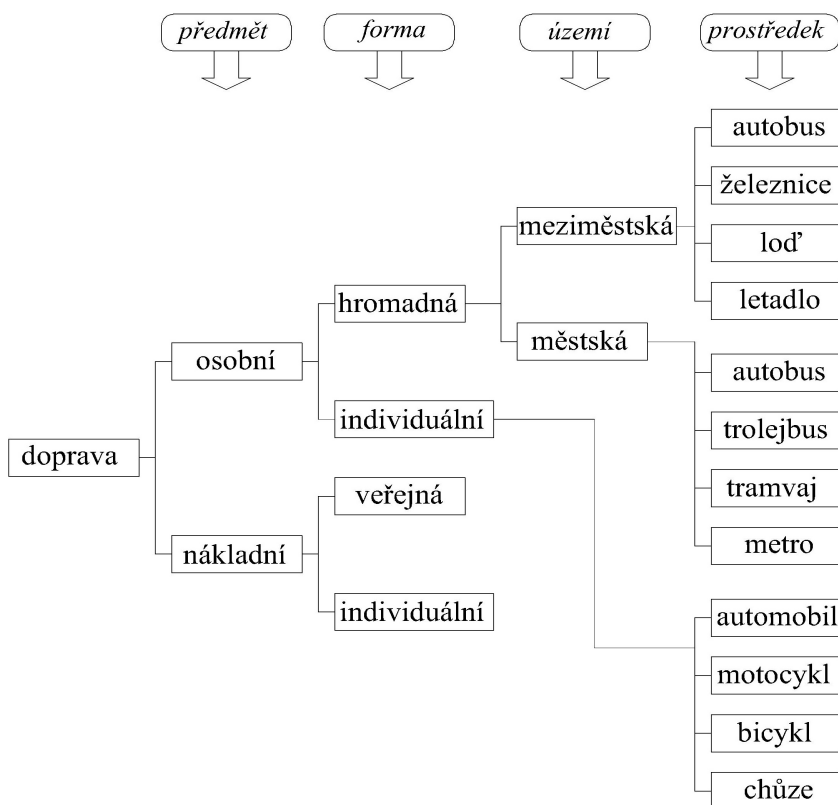 předmět
forma
území
prostředek
autobus
železnice
loď
letadlo
meziměstská
hromadná
městská
osobní
autobus
trolejbus
tramvaj
metro
individuální
doprava
veřejná
nákladní
individuální
automobil
motocykl
bicykl
chůze